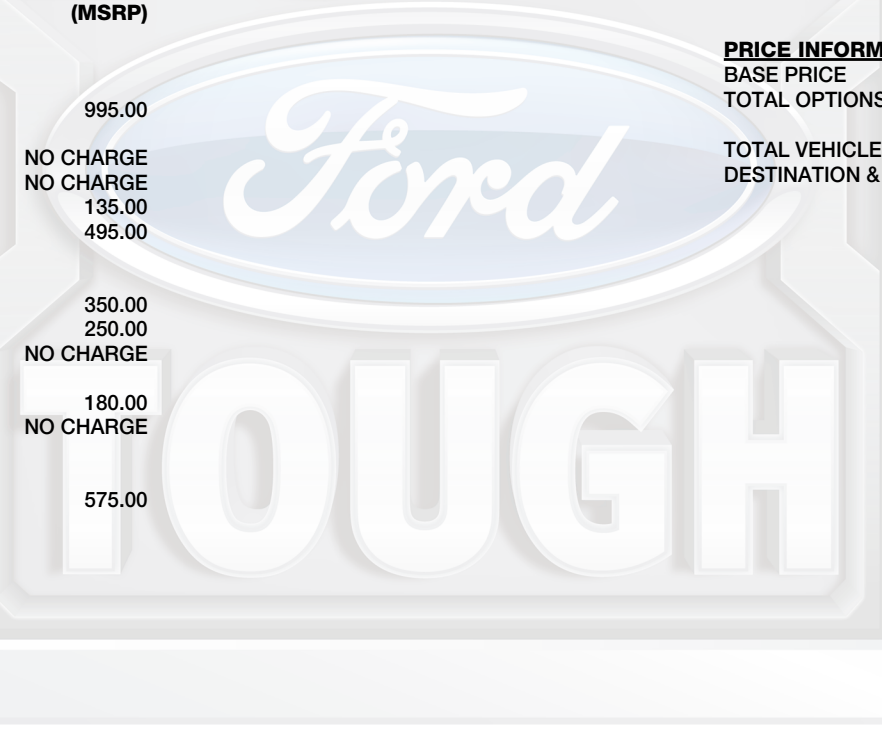 (MSRP)
995.00
NO CHARGE
NO CHARGE
135.00
495.00
350.00
250.00
NO CHARGE
180.00
NO CHARGE
575.00
PRICE INFORM
BASE PRICE
TOTAL OPTIONS
TOTAL VEHICLE
DESTINATION &
Ford
TOUGH